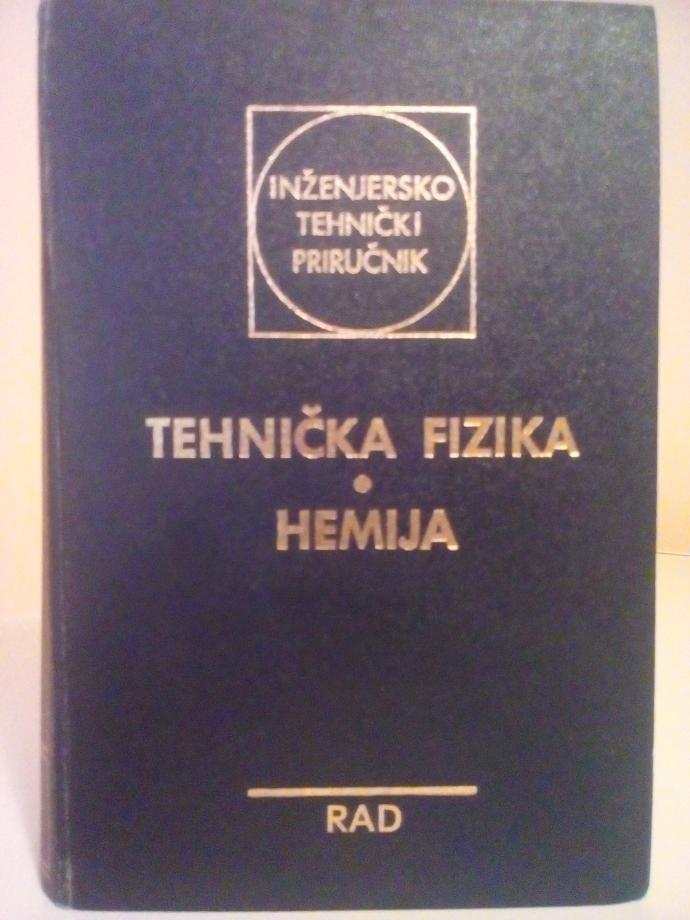 INŽENJERSKO
TEHNIČKI
PRIRUČNIK
TEHNIČKA FIZIKA
•
HEMIJA
RAD